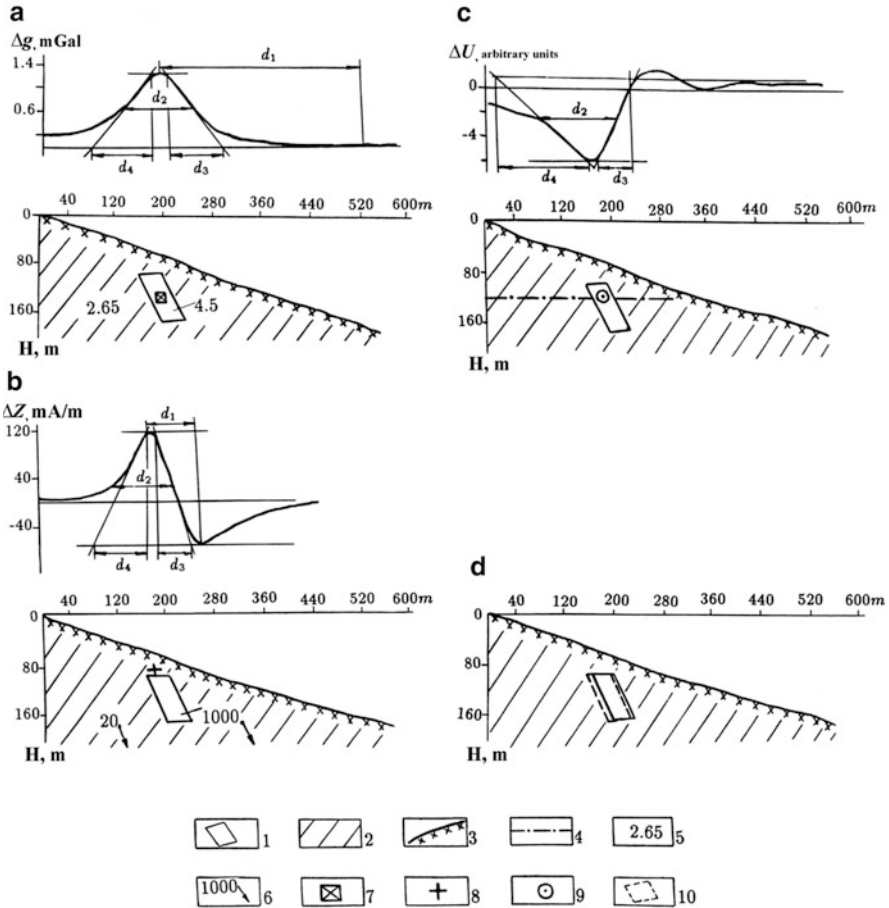 a
Δg, mGal
1.4
0.6
d1
d2
d4
d3
0 40 120 200 280 360 440 600m
80
160
2.65
4.5
H, m
b
ΔZ, mA/m
120
40
-40
d1
d2
d4
d3
0 40 120 200 280 360 440 600m
80
160
20
1000
H, m
c
ΔU, arbitrary units
0
-4
d2
d4
d3
0 40 120 200 280 360 440 520 600m
80
160
H, m
d
0 40 120 200 280 360 440 520 600m
80
160
H, m
1 2 3 4 2.65 5
1000 6 7 8 9 10